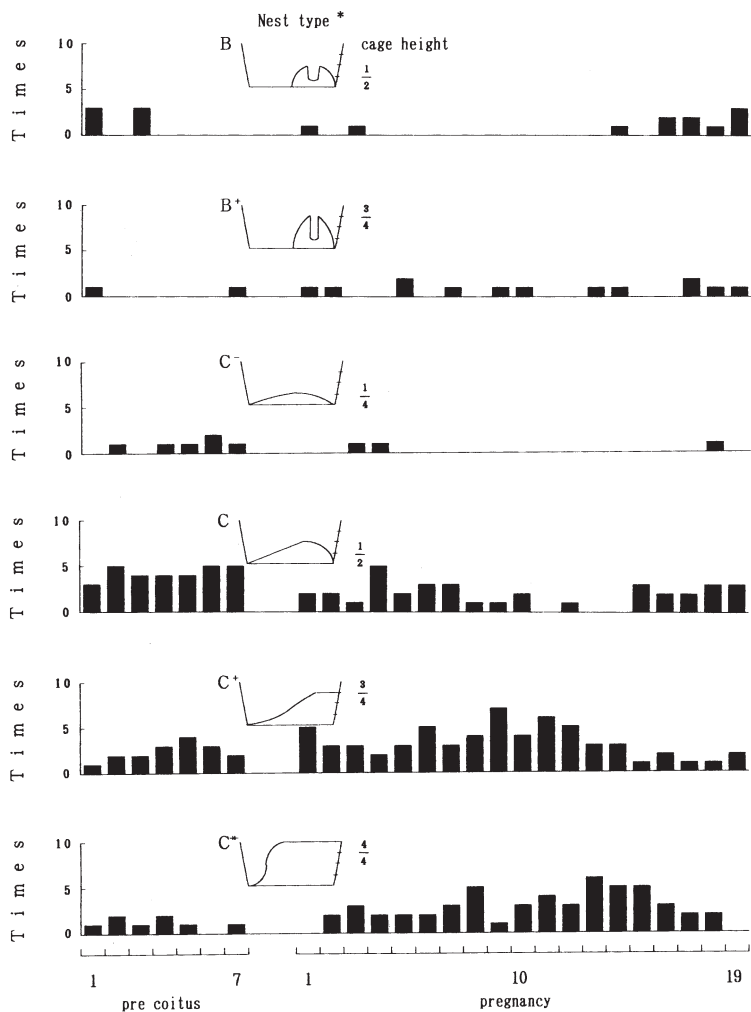 Nest type *
B
cage height
1/2
Times
10
5
0
B+
3/4
Times
10
5
0
C-
1/4
Times
10
5
0
C
1/2
Times
10
5
0
C+
3/4
Times
10
5
0
C*
4/4
Times
10
5
0
1 7 1 10 19
pre coitus pregnancy